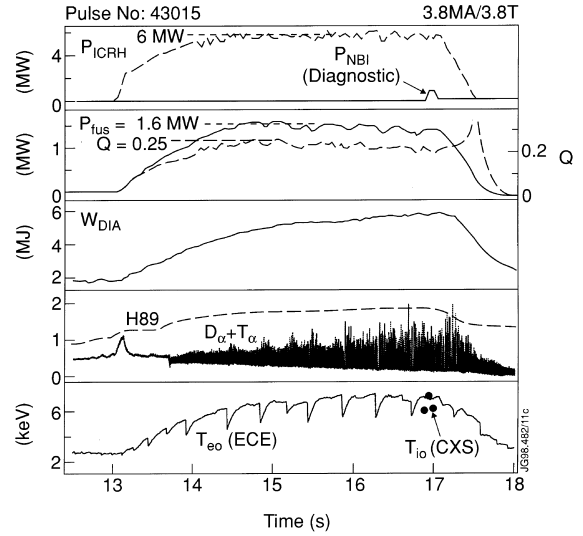 Pulse No: 43015 3.8MA/3.8T
6 MW
P_ICRH
P_NBI
(Diagnostic)
(MW)
4
0
P_fus = 1.6 MW
Q = 0.25
(MW)
1
0
0.2
0
Q
W_DIA
(MJ)
6
4
2
H89
D_α+T_α
2
1
0
T_eo (ECE)
T_io (CXS)
(keV)
6
2
13 14 15 16 17 18
Time (s)
JG98.482/11c